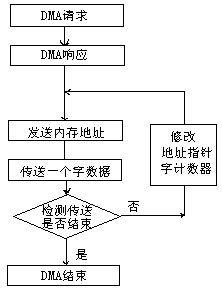 DMA请求
DMA响应
发送内存地址
传送一个字数据
修改
地址指针
字计数器
检测传送
是否结束
否
是
DMA结束